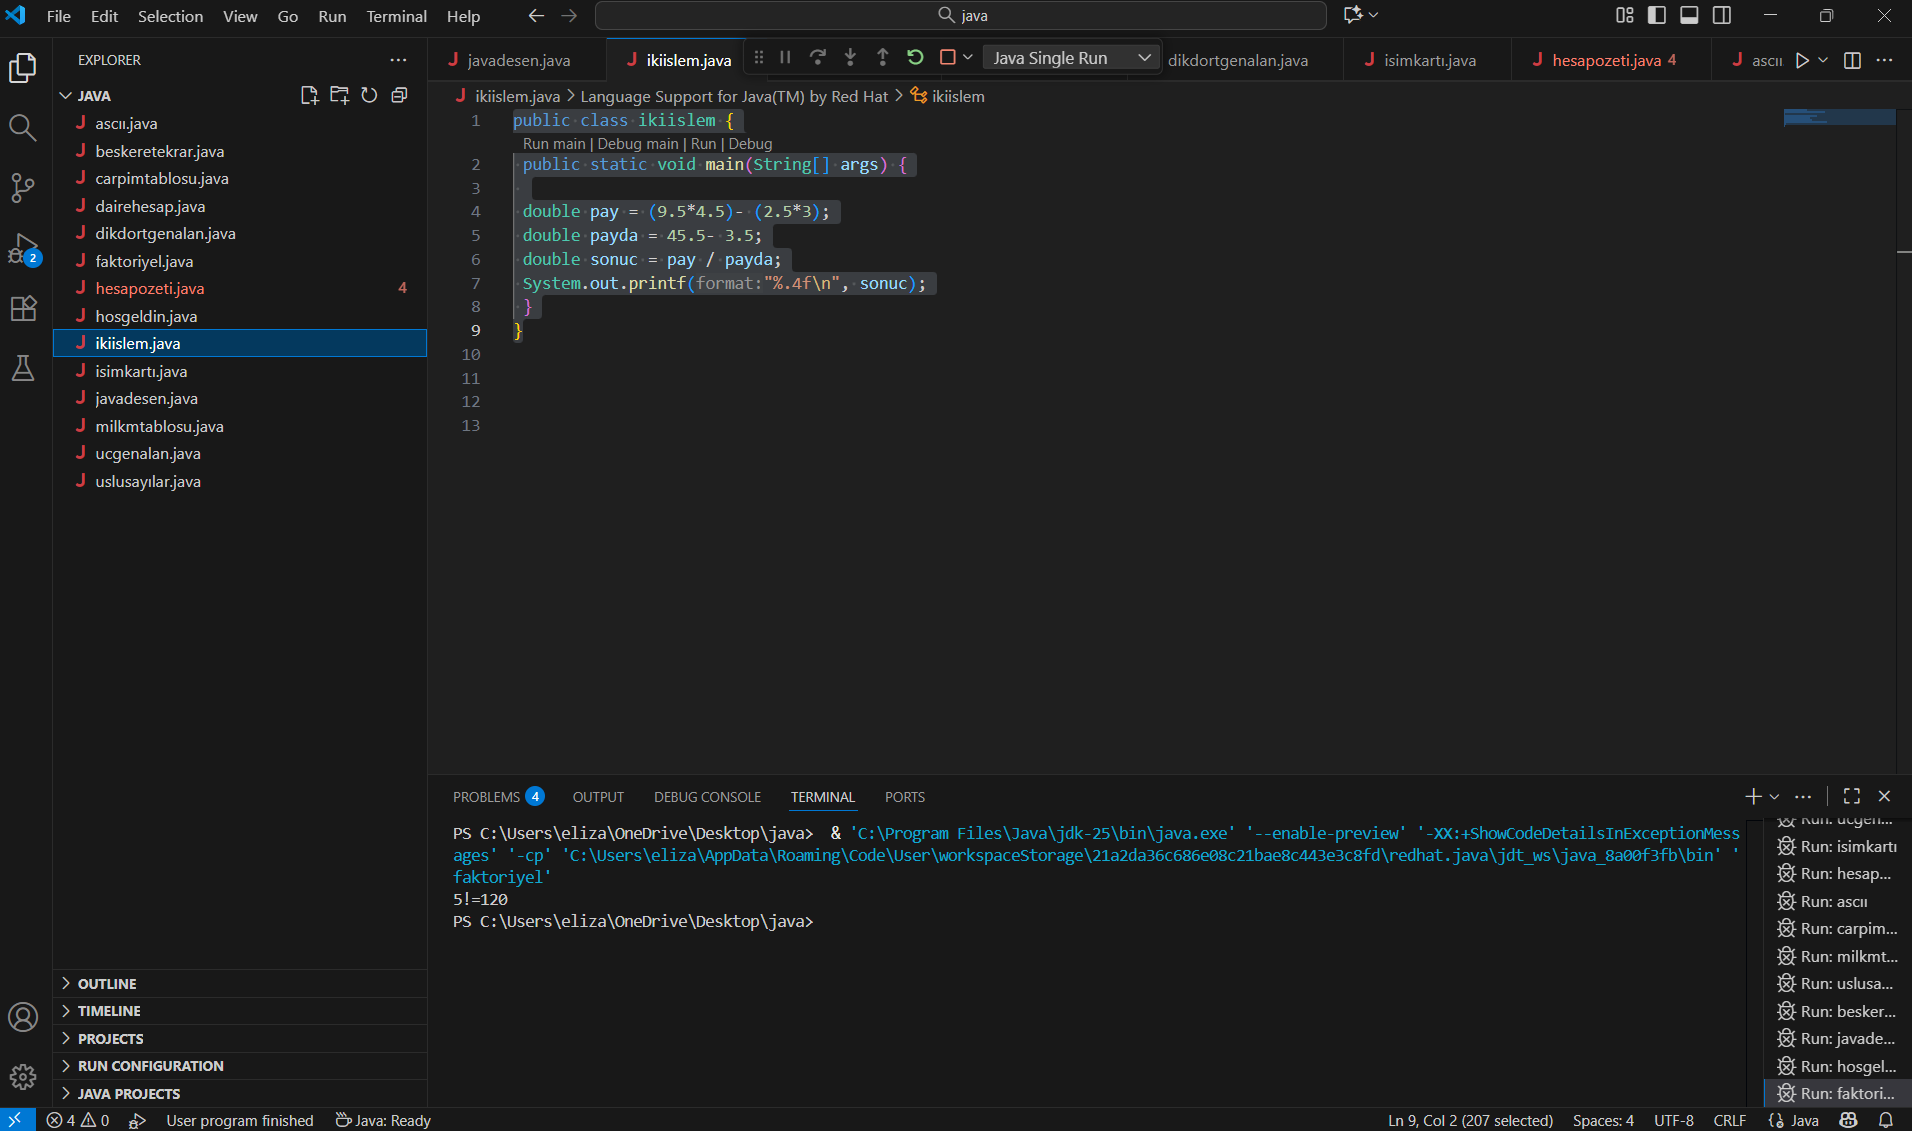 File Edit Selection View Go Run Terminal Help
java
EXPLORER
JAVA
ascıı.java
beskeretekrar.java
carpimtablosu.java
dairehesap.java
dikdortgenalan.java
faktoriyel.java
hesapozeti.java 4
hosgeldin.java
ikiislem.java
isimkartı.java
javadesen.java
milkmtablosu.java
ucgenalan.java
uslusayılar.java
OUTLINE
TIMELINE
PROJECTS
RUN CONFIGURATION
JAVA PROJECTS
2
javadesen.java
ikiislem.java
Java Single Run
dikdortgenalan.java
isimkartı.java
hesapozeti.java 4
ascıı
ikiislem.java > Language Support for Java(TM) by Red Hat > ikiislem
1 public class ikiislem {
Run main | Debug main | Run | Debug
2 public static void main(String[] args) {
3
4 double pay = (9.5*4.5)- (2.5*3);
5 double payda = 45.5- 3.5;
6 double sonuc = pay / payda;
7 System.out.printf(format:"%.4f\n", sonuc);
8 }
9 }
10
11
12
13
PROBLEMS 4 OUTPUT DEBUG CONSOLE TERMINAL PORTS
PS C:\Users\eliza\OneDrive\Desktop\java>  & 'C:\Program Files\Java\jdk-25\bin\java.exe' '--enable-preview' '-XX:+ShowCodeDetailsInExceptionMess
ages' '-cp' 'C:\Users\eliza\AppData\Roaming\Code\User\workspaceStorage\21a2da36c686e08c21bae8c443e3c8fd\redhat.java\jdt_ws\java_8a00f3fb\bin' '
faktoriyel'
5!=120
PS C:\Users\eliza\OneDrive\Desktop\java>
Run: ucgen...
Run: isimkartı
Run: hesap...
Run: ascıı
Run: carpim...
Run: milkmt...
Run: uslusa...
Run: besker...
Run: javade...
Run: hosgel...
Run: faktori...
4 0 User program finished Java: Ready
Ln 9, Col 2 (207 selected) Spaces: 4 UTF-8 CRLF Java